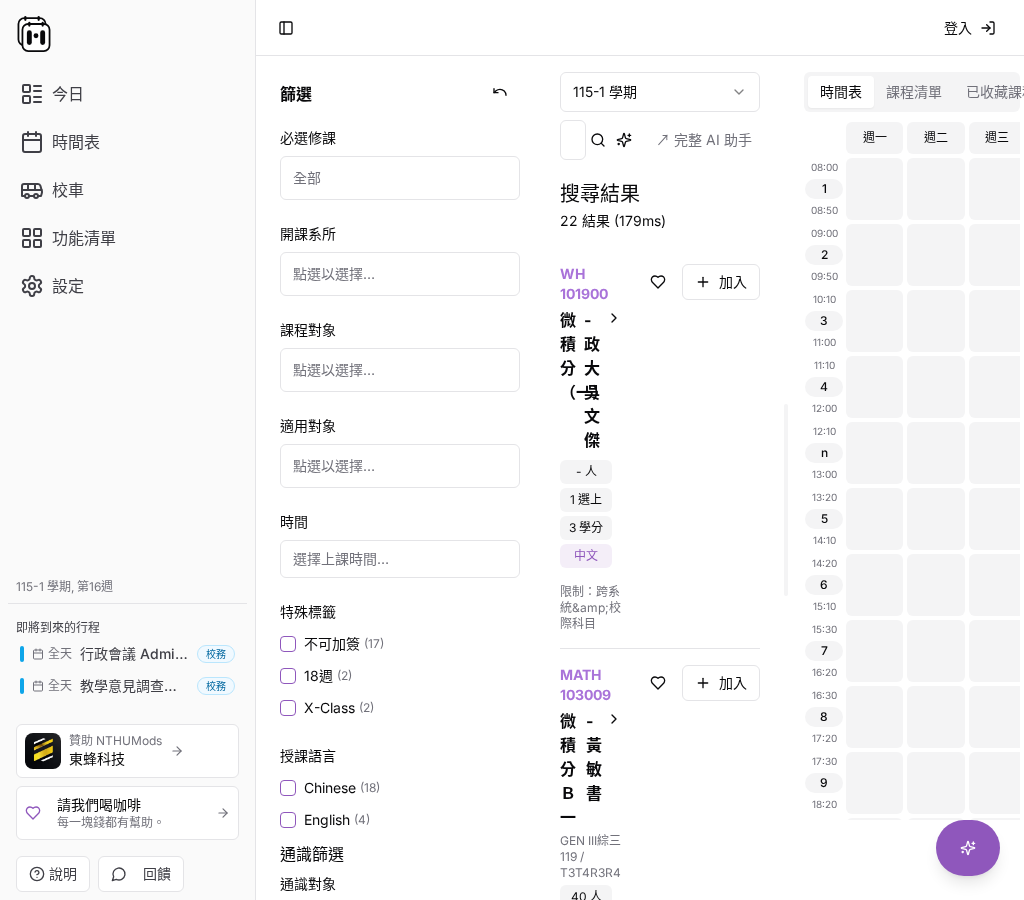 今日
時間表
校車
功能清單
設定
115-1 學期, 第16週
即將到來的行程
全天 行政會議 Admi... 校務
全天 教學意見調查... 校務
贊助 NTHUMods
東蜂科技
請我們喝咖啡
每一塊錢都有幫助。
說明 回饋
登入
篩選
必選修課
全部
開課系所
點選以選擇...
課程對象
點選以選擇...
適用對象
點選以選擇...
時間
選擇上課時間...
特殊標籤
不可加簽 (17)
18週 (2)
X-Class (2)
授課語言
Chinese (18)
English (4)
通識篩選
通識對象
115-1 學期
↗ 完整 AI 助手
搜尋結果
22 結果 (179ms)
WH
101900
加入
微積分(一)
- 政大吳文傑
- 人
1 選上
3 學分
中文
限制：跨系
統&amp;校
際科目
MATH
103009
加入
微積分B一
- 黃敏書
GEN III綜三
119 /
T3T4R3R4
40 人
時間表 課程清單 已收藏課
週一 週二 週三
08:00
1
08:50
09:00
2
09:50
10:10
3
11:00
11:10
4
12:00
12:10
n
13:00
13:20
5
14:10
14:20
6
15:10
15:30
7
16:20
16:30
8
17:20
17:30
9
18:20